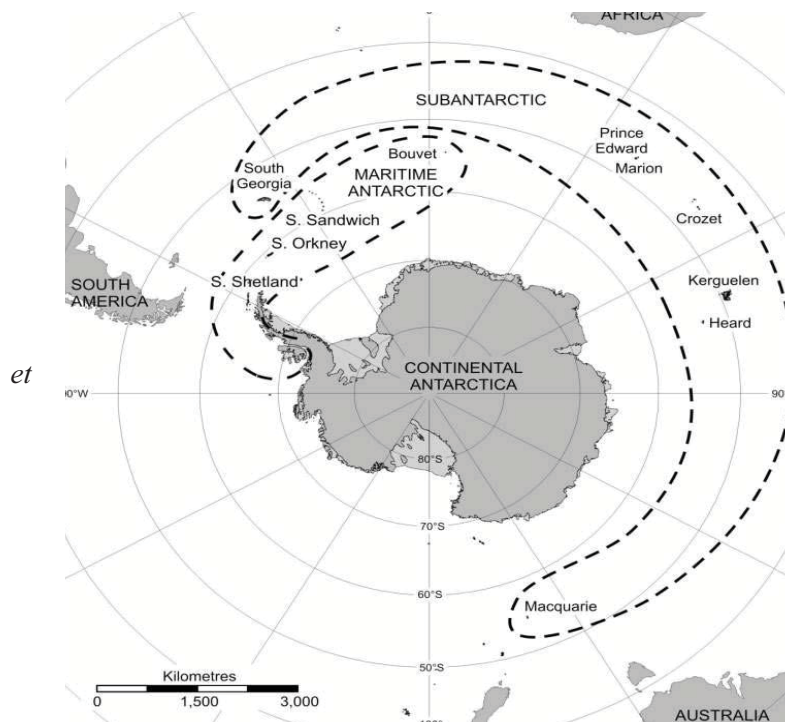 AFRICA
SUBANTARCTIC
Prince
Edward
Marion
Bouvet
MARITIME
ANTARCTIC
South
Georgia
Crozet
S. Sandwich
S. Orkney
S. Shetland
SOUTH
AMERICA
Kerguelen
Heard
et
CONTINENTAL
ANTARCTICA
80°S
70°S
60°S
Macquarie
50°S
Kilometres
0 1,500 3,000
AUSTRALIA